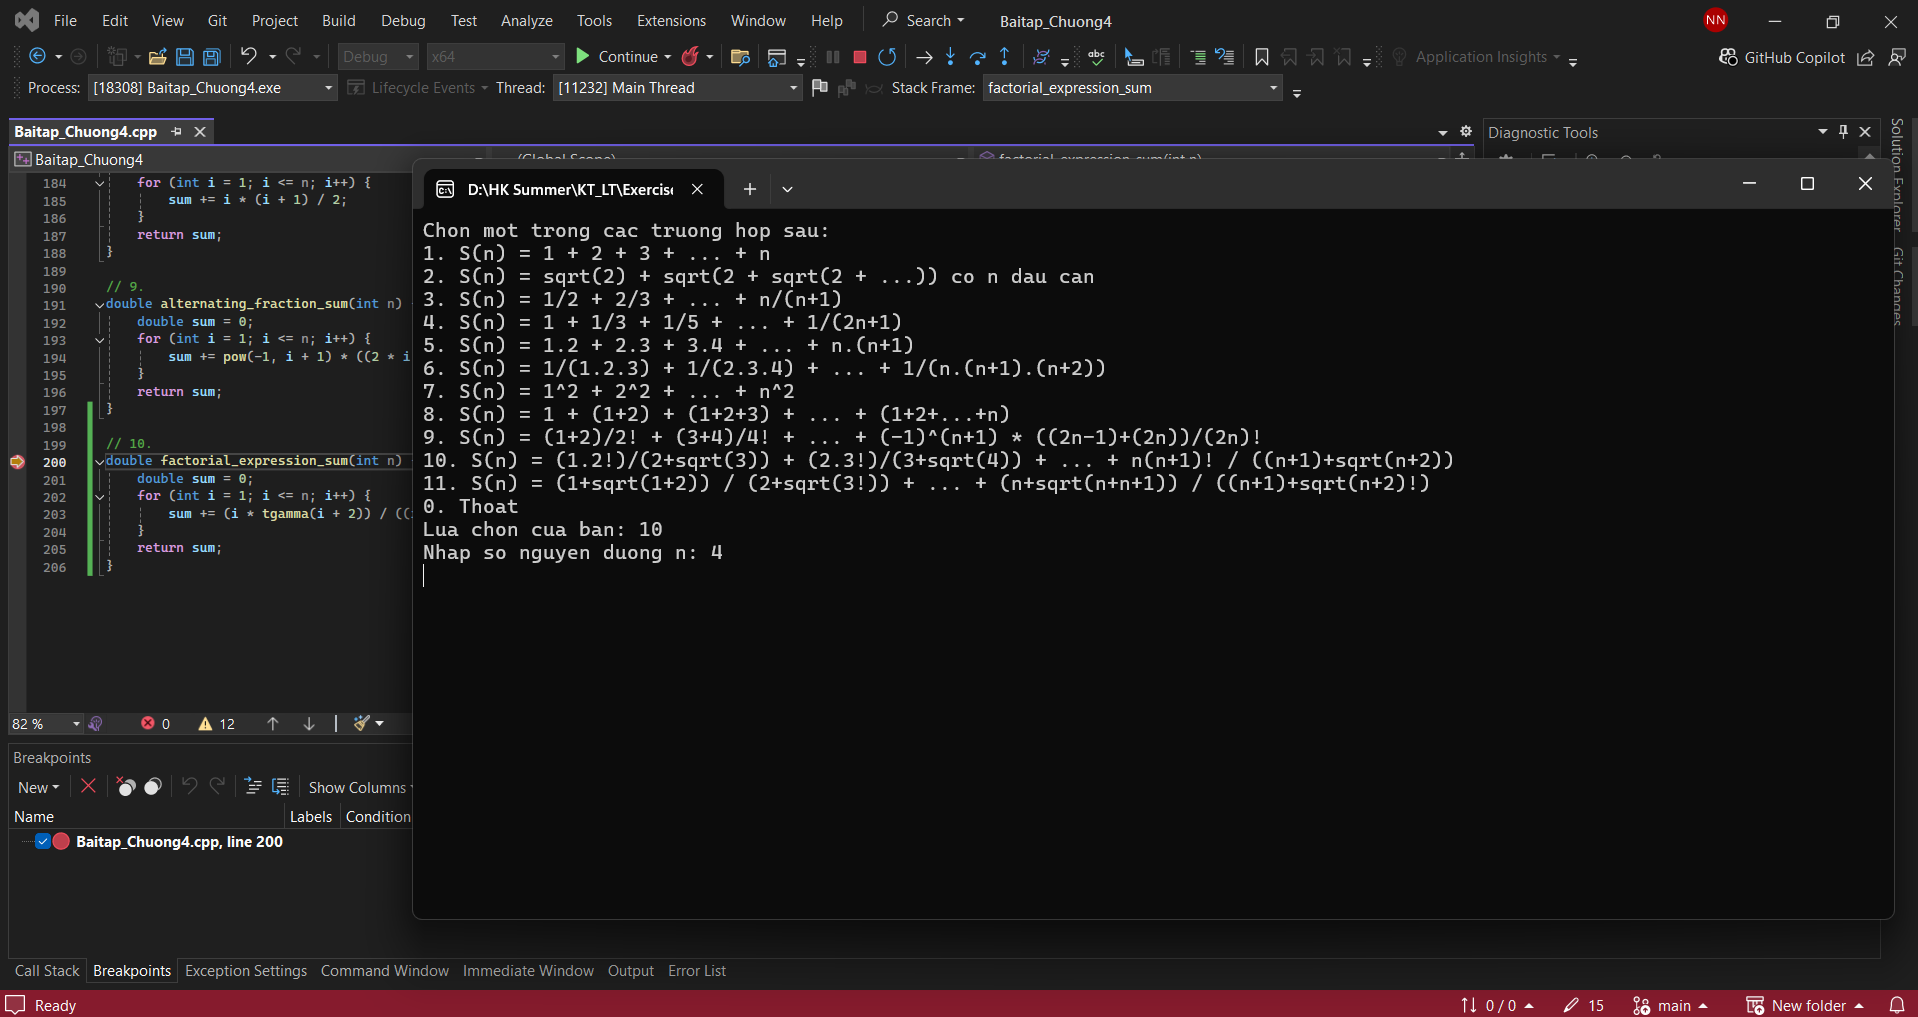 File Edit View Git Project Build Debug Test Analyze Tools Extensions Window Help Search Baitap_Chuong4 NN
Debug x64 Continue abc Application Insights GitHub Copilot
Process: [18308] Baitap_Chuong4.exe Lifecycle Events Thread: [11232] Main Thread Stack Frame: factorial_expression_sum
Baitap_Chuong4.cpp
Diagnostic Tools
Solution Explorer
Git Changes
Baitap_Chuong4 (Global Scope) factorial_expression_sum(int n)
184 for (int i = 1; i <= n; i++) {
185 sum += i * (i + 1) / 2;
186 }
187 return sum;
188 }
189
190 // 9.
191 double alternating_fraction_sum(int n)
192 double sum = 0;
193 for (int i = 1; i <= n; i++) {
194 sum += pow(-1, i + 1) * ((2 * i
195 }
196 return sum;
197 }
198
199 // 10.
200 double factorial_expression_sum(int n)
201 double sum = 0;
202 for (int i = 1; i <= n; i++) {
203 sum += (i * tgamma(i + 2)) / ((
204 }
205 return sum;
206 }
82 % 0 12
D:\HK Summer\KT_LT\Exercise
Chon mot trong cac truong hop sau:
1. S(n) = 1 + 2 + 3 + ... + n
2. S(n) = sqrt(2) + sqrt(2 + sqrt(2 + ...)) co n dau can
3. S(n) = 1/2 + 2/3 + ... + n/(n+1)
4. S(n) = 1 + 1/3 + 1/5 + ... + 1/(2n+1)
5. S(n) = 1.2 + 2.3 + 3.4 + ... + n.(n+1)
6. S(n) = 1/(1.2.3) + 1/(2.3.4) + ... + 1/(n.(n+1).(n+2))
7. S(n) = 1^2 + 2^2 + ... + n^2
8. S(n) = 1 + (1+2) + (1+2+3) + ... + (1+2+...+n)
9. S(n) = (1+2)/2! + (3+4)/4! + ... + (-1)^(n+1) * ((2n-1)+(2n))/(2n)!
10. S(n) = (1.2!)/(2+sqrt(3)) + (2.3!)/(3+sqrt(4)) + ... + n(n+1)! / ((n+1)+sqrt(n+2))
11. S(n) = (1+sqrt(1+2)) / (2+sqrt(3!)) + ... + (n+sqrt(n+n+1)) / ((n+1)+sqrt(n+2)!)
0. Thoat
Lua chon cua ban: 10
Nhap so nguyen duong n: 4
Breakpoints
New Show Columns
Name Labels Condition
Baitap_Chuong4.cpp, line 200
Call Stack Breakpoints Exception Settings Command Window Immediate Window Output Error List
Ready 0 / 0 15 main New folder